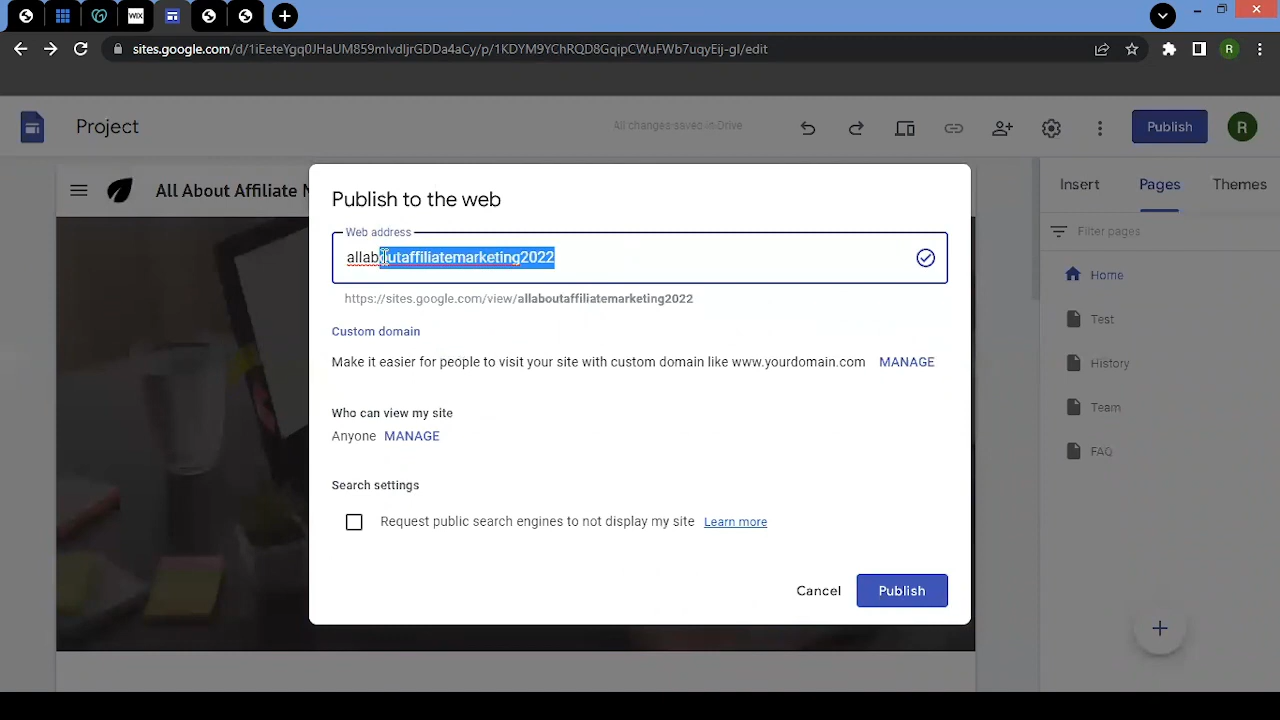 WIX
sites.google.com/d/1iEeteYgq0JHaUM859mlvdljrGDDa4aCy/p/1KDYM9YChRQD8GqipCWuFWb7uqyEij-gl/edit
R
Project
All changes saved in Drive
Publish
R
All About Affiliate M
Insert
Pages
Themes
Filter pages
Home
Test
History
Team
FAQ
Publish to the web
Web address
allaboutaffiliatemarketing2022
https://sites.google.com/view/allaboutaffiliatemarketing2022
Custom domain
Make it easier for people to visit your site with custom domain like www.yourdomain.com MANAGE
Who can view my site
Anyone MANAGE
Search settings
Request public search engines to not display my site Learn more
Cancel Publish